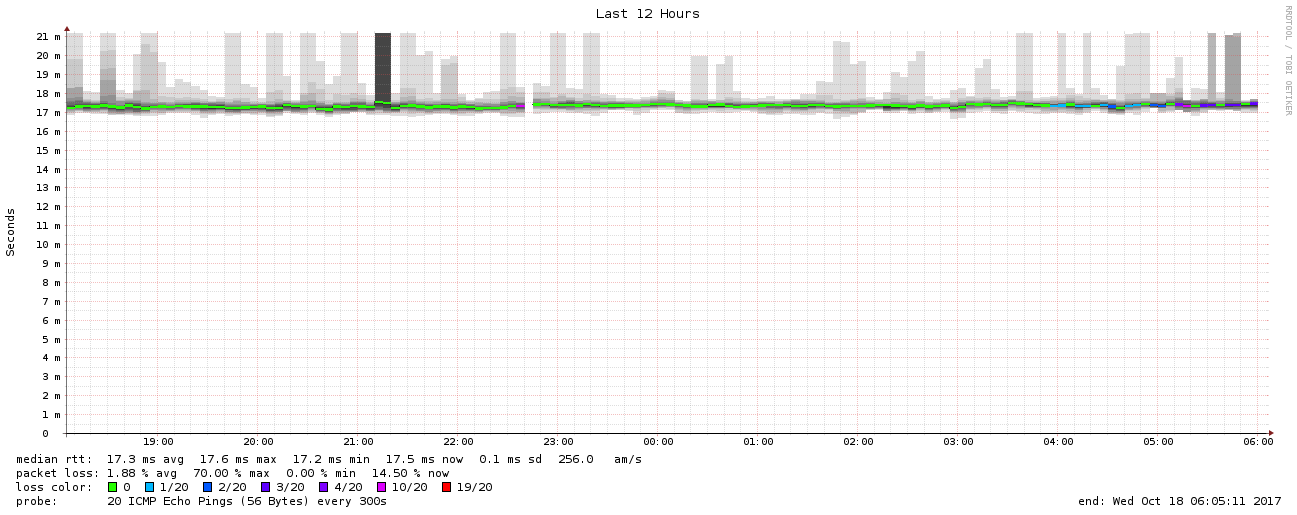 Last 12 Hours
RRDTOOL / TOBI OETIKER
Seconds
21 m
20 m
19 m
18 m
17 m
16 m
15 m
14 m
13 m
12 m
11 m
10 m
9 m
8 m
7 m
6 m
5 m
4 m
3 m
2 m
1 m
0
19:00 20:00 21:00 22:00 23:00 00:00 01:00 02:00 03:00 04:00 05:00 06:00
median rtt: 17.3 ms avg 17.6 ms max 17.2 ms min 17.5 ms now 0.1 ms sd 256.0 am/s
packet loss: 1.88 % avg 70.00 % max 0.00 % min 14.50 % now
loss color: 0 1/20 2/20 3/20 4/20 10/20 19/20
probe: 20 ICMP Echo Pings (56 Bytes) every 300s end: Wed Oct 18 06:05:11 2017